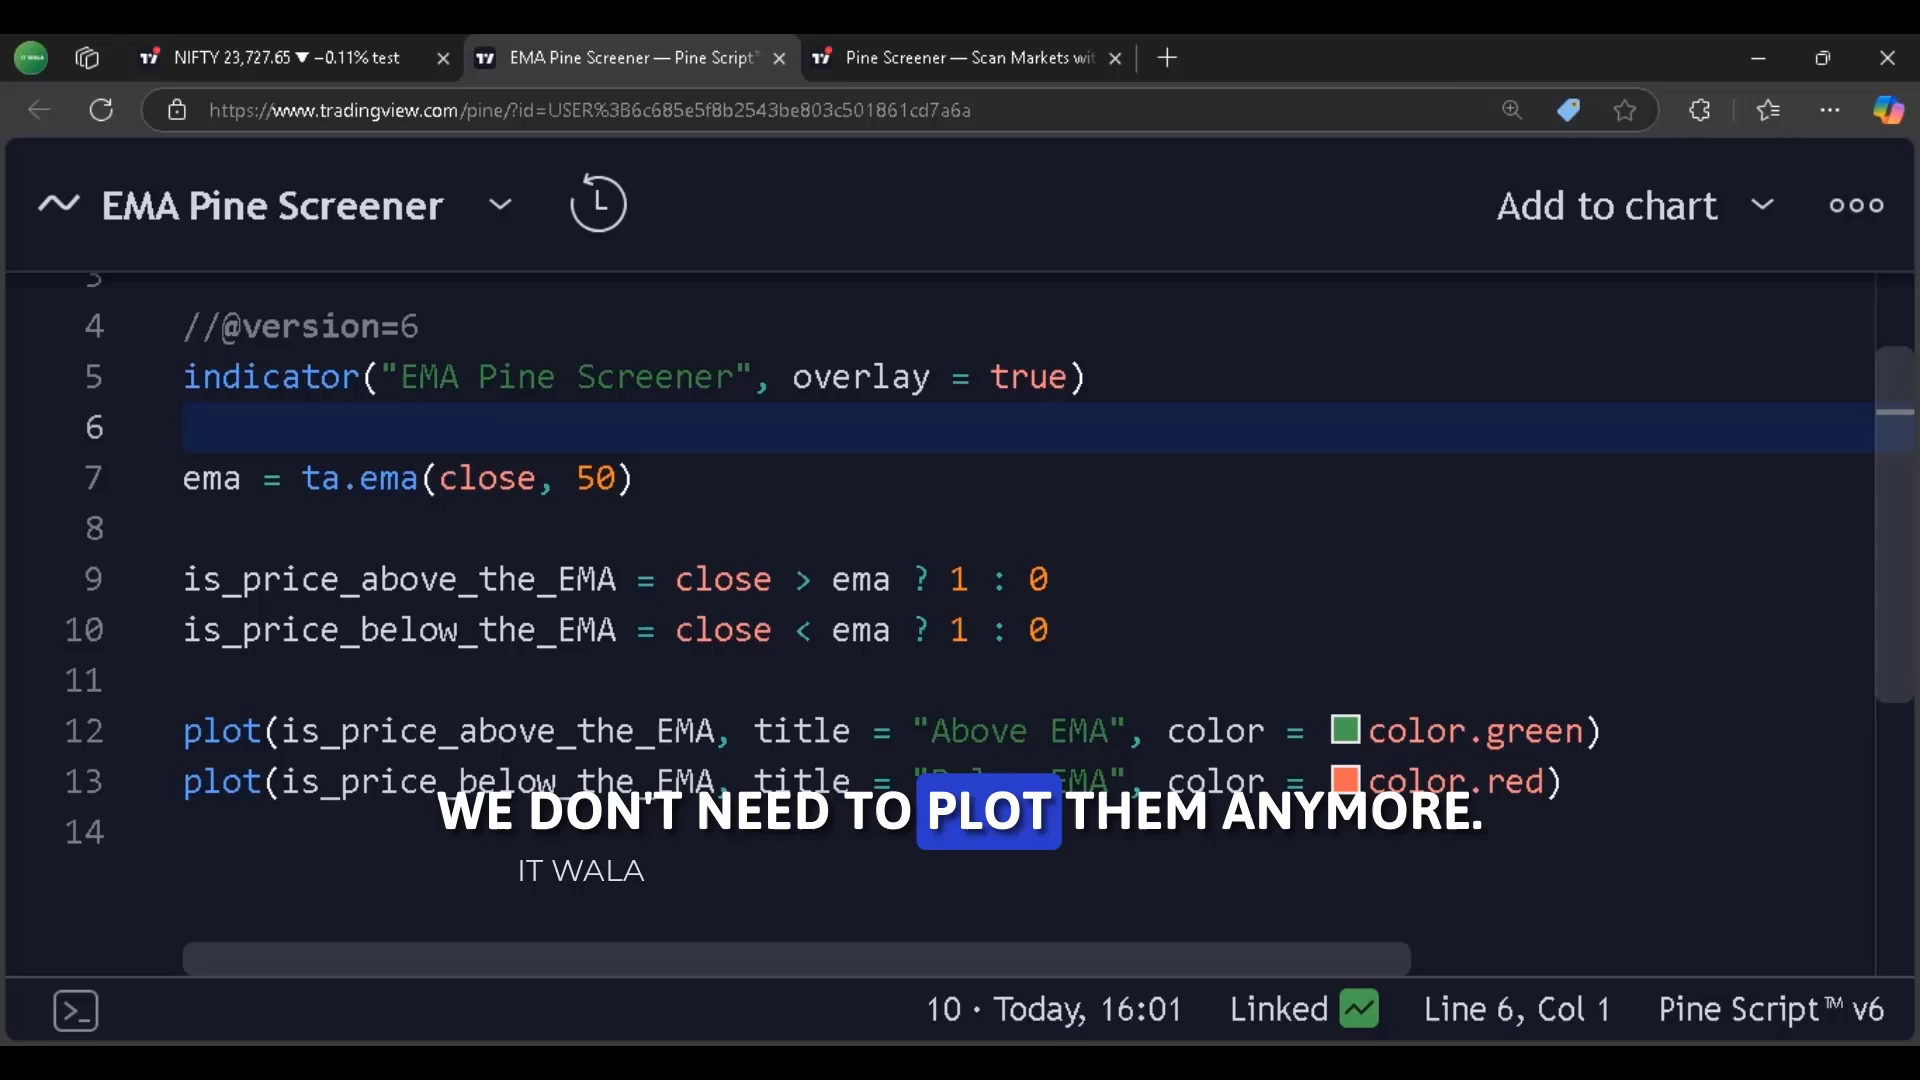 IT WALA
NIFTY 23,727.65 ▼ −0.11% test
EMA Pine Screener — Pine Script™
Pine Screener — Scan Markets wit
https://www.tradingview.com/pine/?id=USER%3B6c685e5f8b2543be803c501861cd7a6a
EMA Pine Screener
Add to chart
4 //@version=6
5 indicator("EMA Pine Screener", overlay = true)
6
7 ema = ta.ema(close, 50)
8
9 is_price_above_the_EMA = close > ema ? 1 : 0
10 is_price_below_the_EMA = close < ema ? 1 : 0
11
12 plot(is_price_above_the_EMA, title = "Above EMA", color = color.green)
13 plot(is_price_below_the_EMA, title = EMA", color = color.red)
WE DON'T NEED TO PLOT THEM ANYMORE.
14
IT WALA
10 · Today, 16:01
Linked
Line 6, Col 1
Pine Script™ v6